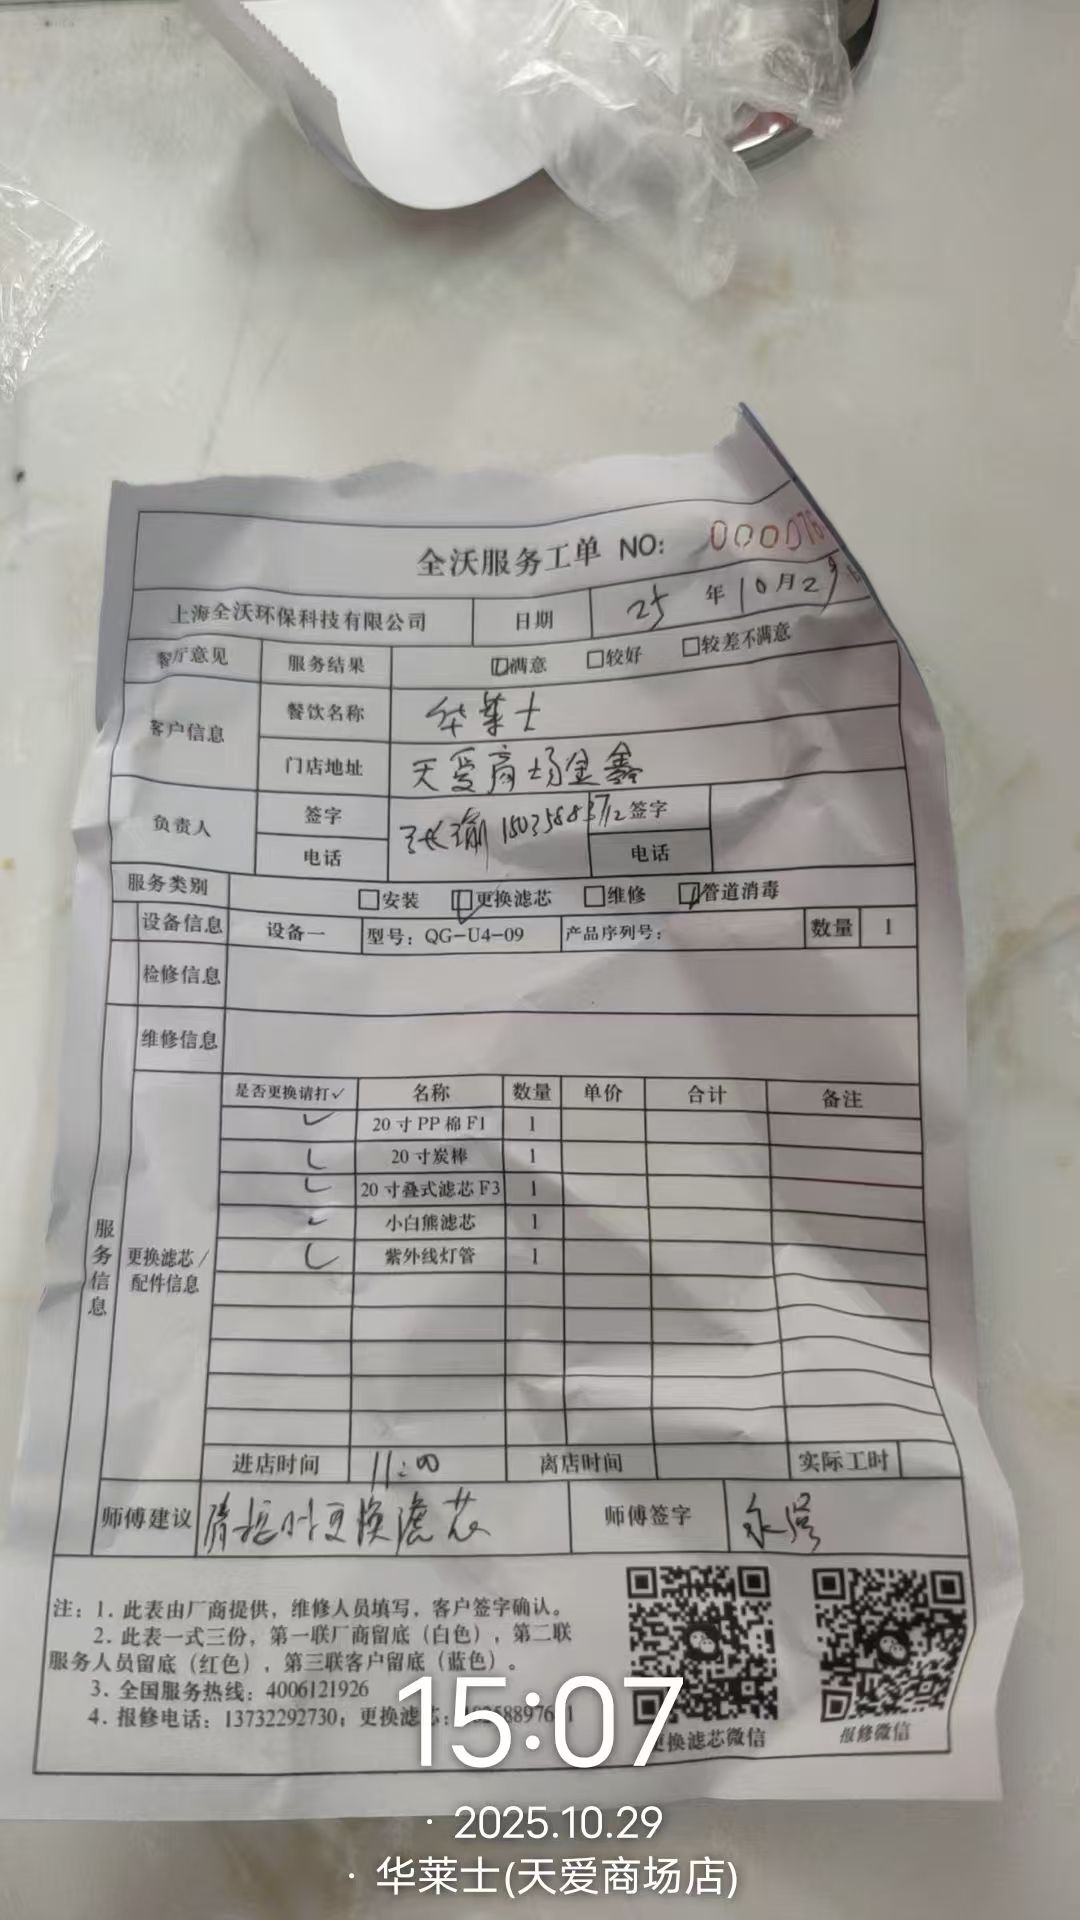 全沃服务工单 NO: 000076
上海全沃环保科技有限公司 日期 25 年 10 月 29
客厅意见 服务结果 ☑满意 □较好 □较差不满意
客户信息 餐饮名称 华莱士
门店地址 天爱商场金鑫
负责人 签字 张瑜 签字
电话 电话
服务类别 □安装 ☑更换滤芯 □维修 ☑管道消毒
设备信息 设备一 型号：QG-U4-09 产品序列号： 数量 1
检修信息
维修信息
服务信息
更换滤芯/配件信息
是否更换请打✓ 名称 数量 单价 合计 备注
✓ 20寸PP棉F1 1
✓ 20寸炭棒 1
✓ 20寸叠式滤芯F3 1
✓ 小白熊滤芯 1
✓ 紫外线灯管 1
进店时间 11:00 离店时间 实际工时
师傅建议 请按时更换滤芯 师傅签字
注：1. 此表由厂商提供，维修人员填写，客户签字确认。
2. 此表一式三份，第一联厂商留底（白色），第二联
服务人员留底（红色），第三联客户留底（蓝色）。
3. 全国服务热线：4006121926
4. 报修电话：13732292730；更换滤芯：
更换滤芯微信 报修微信
15:07
· 2025.10.29
· 华莱士(天爱商场店)